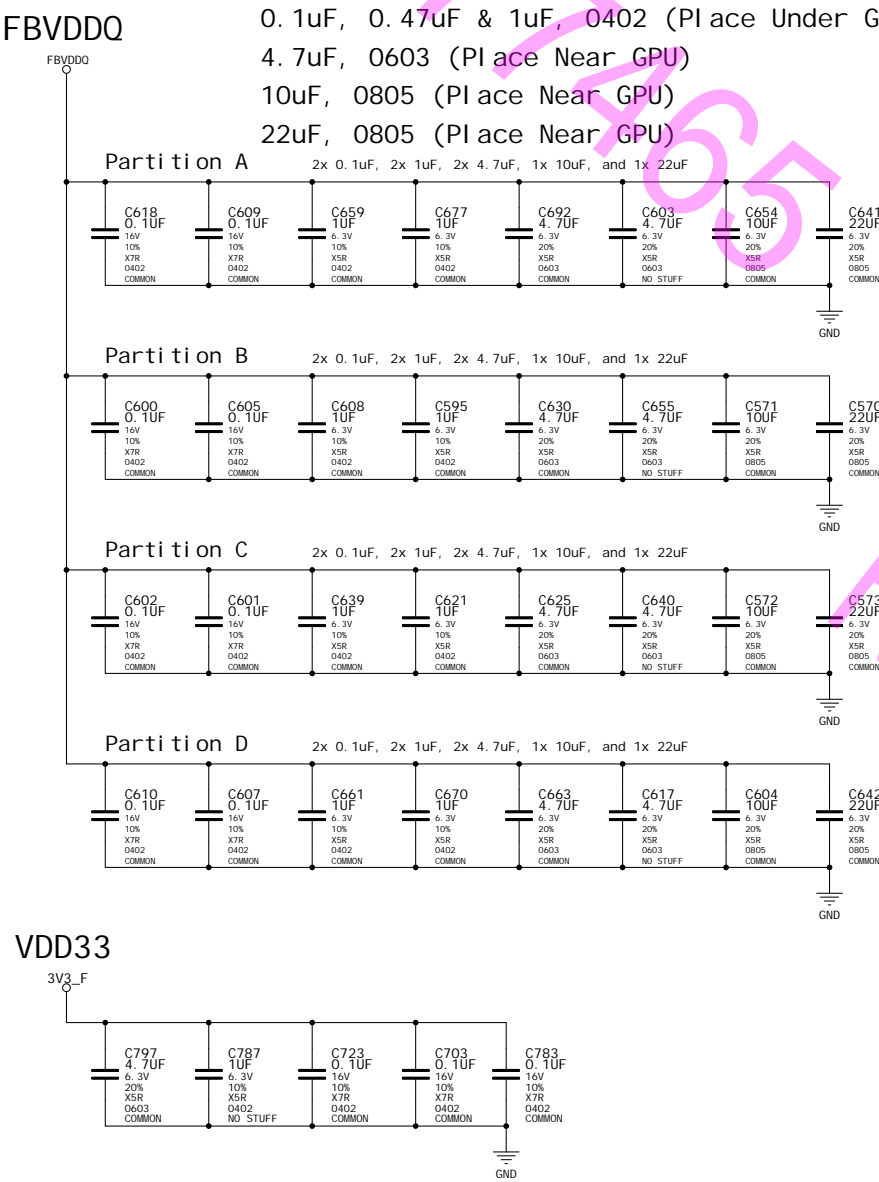 FBVDDQ
FBVDDQ
0.1uF, 0.47uF & 1uF, 0402 (Place Under G
4.7uF, 0603 (Place Near GPU)
10uF, 0805 (Place Near GPU)
22uF, 0805 (Place Near GPU)
Partition A 2x 0.1uF, 2x 1uF, 2x 4.7uF, 1x 10uF, and 1x 22uF
C618 C609 C659 C677 C692 C603 C654 C641
0.1UF 0.1UF 1UF 1UF 4.7UF 4.7UF 10UF 22UF
16V 16V 6.3V 6.3V 6.3V 6.3V 6.3V 6.3V
10% 10% 10% 10% 20% 20% 20% 20%
X7R X7R X5R X5R X5R X5R X5R X5R
0402 0402 0402 0402 0603 0603 0805 0805
COMMON COMMON COMMON COMMON COMMON NO STUFF COMMON COMMON
GND
Partition B 2x 0.1uF, 2x 1uF, 2x 4.7uF, 1x 10uF, and 1x 22uF
C600 C605 C608 C595 C630 C655 C571 C570
0.1UF 0.1UF 1UF 1UF 4.7UF 4.7UF 10UF 22UF
16V 16V 6.3V 6.3V 6.3V 6.3V 6.3V 6.3V
10% 10% 10% 10% 20% 20% 20% 20%
X7R X7R X5R X5R X5R X5R X5R X5R
0402 0402 0402 0402 0603 0603 0805 0805
COMMON COMMON COMMON COMMON COMMON NO STUFF COMMON COMMON
GND
Partition C 2x 0.1uF, 2x 1uF, 2x 4.7uF, 1x 10uF, and 1x 22uF
C602 C601 C639 C621 C625 C640 C572 C573
0.1UF 0.1UF 1UF 1UF 4.7UF 4.7UF 10UF 22UF
16V 16V 6.3V 6.3V 6.3V 6.3V 6.3V 6.3V
10% 10% 10% 10% 20% 20% 20% 20%
X7R X7R X5R X5R X5R X5R X5R X5R
0402 0402 0402 0402 0603 0603 0805 0805
COMMON COMMON COMMON COMMON COMMON NO STUFF COMMON COMMON
GND
Partition D 2x 0.1uF, 2x 1uF, 2x 4.7uF, 1x 10uF, and 1x 22uF
C610 C607 C661 C670 C663 C617 C604 C642
0.1UF 0.1UF 1UF 1UF 4.7UF 4.7UF 10UF 22UF
16V 16V 6.3V 6.3V 6.3V 6.3V 6.3V 6.3V
10% 10% 10% 10% 20% 20% 20% 20%
X7R X7R X5R X5R X5R X5R X5R X5R
0402 0402 0402 0402 0603 0603 0805 0805
COMMON COMMON COMMON COMMON COMMON NO STUFF COMMON COMMON
GND
VDD33
3V3_F
C797 C787 C723 C703 C783
4.7UF 1UF 0.1UF 0.1UF 0.1UF
6.3V 6.3V 16V 16V 16V
20% 10% 10% 10% 10%
X5R X5R X7R X7R X7R
0603 0402 0402 0402 0402
COMMON NO STUFF COMMON COMMON COMMON
GND
7465